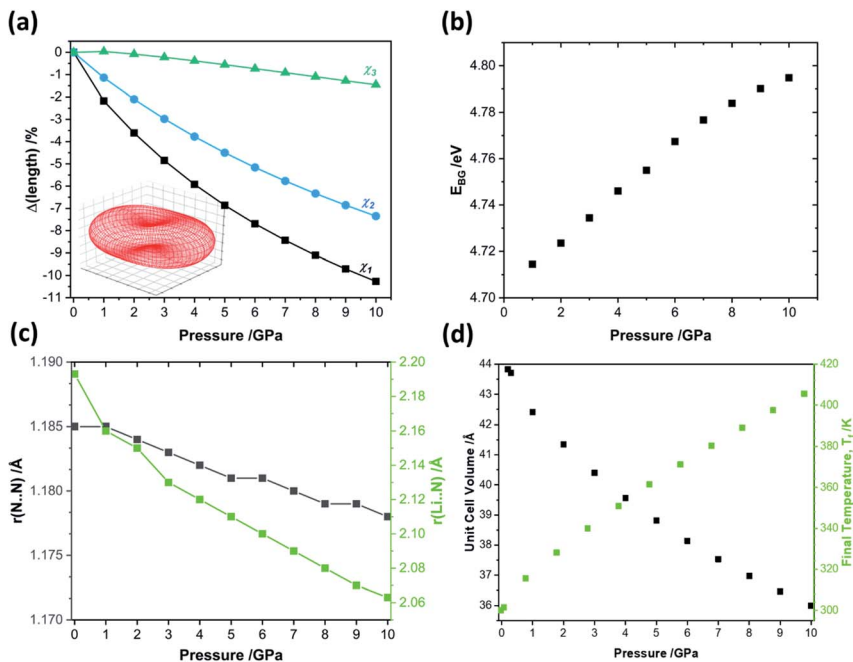 (a)
0
-1
-2
-3
-4
-5
-6
-7
-8
-9
-10
-11
Δ(length) /%
χ3
χ2
χ1
0 1 2 3 4 5 6 7 8 9 10
Pressure /GPa
(b)
4.80
4.78
4.76
4.74
4.72
4.70
E_BG /eV
0 2 4 6 8 10
Pressure /GPa
(c)
1.190
1.185
1.180
1.175
1.170
r(N..N) /Å
2.20
2.18
2.16
2.14
2.12
2.10
2.08
2.06
r(Li..N) /Å
0 1 2 3 4 5 6 7 8 9 10
Pressure /GPa
(d)
44
43
42
41
40
39
38
37
36
Unit Cell Volume /Å
420
400
380
360
340
320
300
Final Temperature, T_f /K
0 1 2 3 4 5 6 7 8 9 10
Pressure /GPa